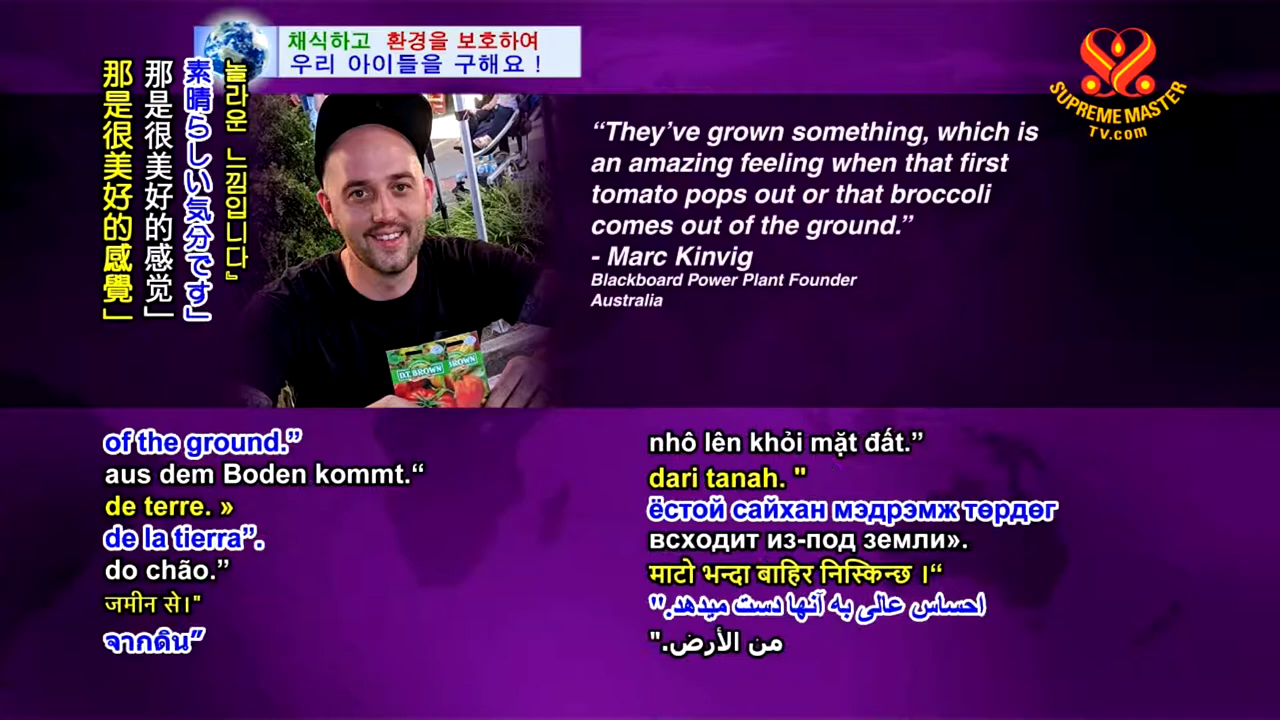 채식하고 환경을 보호하여
우리 아이들을 구해요 !
놀라운 느낌입니다』
素晴らしい気分です」
那是很美好的感觉」
那是很美好的感覺」
SUPREME MASTER
TV.com
“They’ve grown something, which is
an amazing feeling when that first
tomato pops out or that broccoli
comes out of the ground.”
- Marc Kinvig
Blackboard Power Plant Founder
Australia
D.T. BROWN
BROWN
of the ground.”
aus dem Boden kommt.“
de terre. »
de la tierra”.
do chão.”
जमीन से।"
จากดิน”
nhô lên khỏi mặt đất.”
dari tanah. "
ёстой сайхан мэдрэмж төрдөг
всходит из-под земли».
माटो भन्दा बाहिर निस्किन्छ ।“
احساس عالی به آنها دست میدهد."
من الأرض."